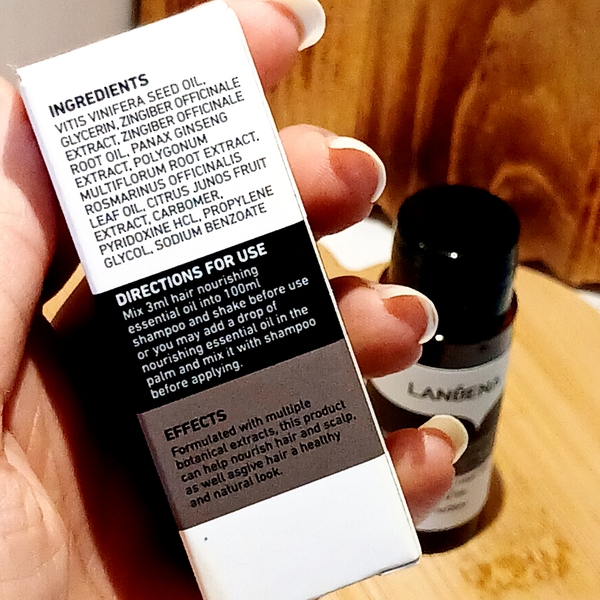 INGREDIENTS
VITIS VINIFERA SEED OIL,
GLYCERIN, ZINGIBER OFFICINALE
EXTRACT, ZINGIBER OFFICINALE
ROOT OIL, PANAX GINSENG
EXTRACT, POLYGONUM
MULTIFLORUM ROOT EXTRACT.
ROSMARINUS OFFICINALIS
LEAF OIL, CITRUS JUNOS FRUIT
EXTRACT, CARBOMER,
PYRIDOXINE HCL, PROPYLENE
GLYCOL, SODIUM BENZOATE
DIRECTIONS FOR USE
Mix 3ml hair nourishing
essential oil into 100ml
shampoo and shake before use
or you may add a drop of
nourishing essential oil in the
palm and mix it with shampoo
before applying.
EFFECTS
Formulated with multiple
botanical extracts, this product
can help nourish hair and scalp,
as well asgive hair a healthy
and natural look.
LANBENA